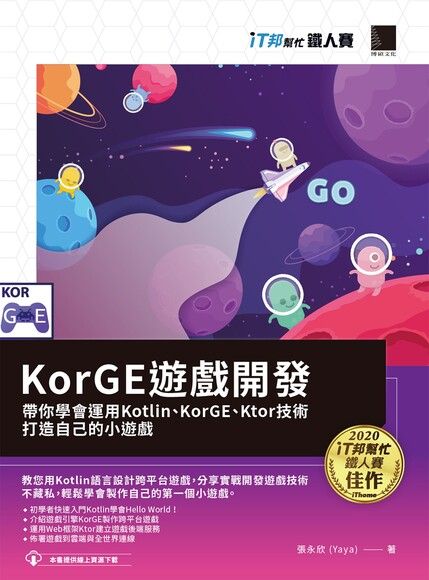 iT邦幫忙 鐵人賽
博碩文化
GO
KOR
G E
KorGE遊戲開發
帶你學會運用Kotlin、KorGE、Ktor技術
打造自己的小遊戲
2020
iT邦幫忙
鐵人賽
佳作
iThome
教您用Kotlin語言設計跨平台遊戲，分享實戰開發遊戲技術
不藏私，輕鬆學會製作自己的第一個小遊戲。
初學者快速入門Kotlin學會Hello World！
介紹遊戲引擎KorGE製作跨平台遊戲
運用Web框架Ktor建立遊戲後端服務
佈署遊戲到雲端與全世界連線
本書提供線上資源下載
張永欣 (Yaya) 著